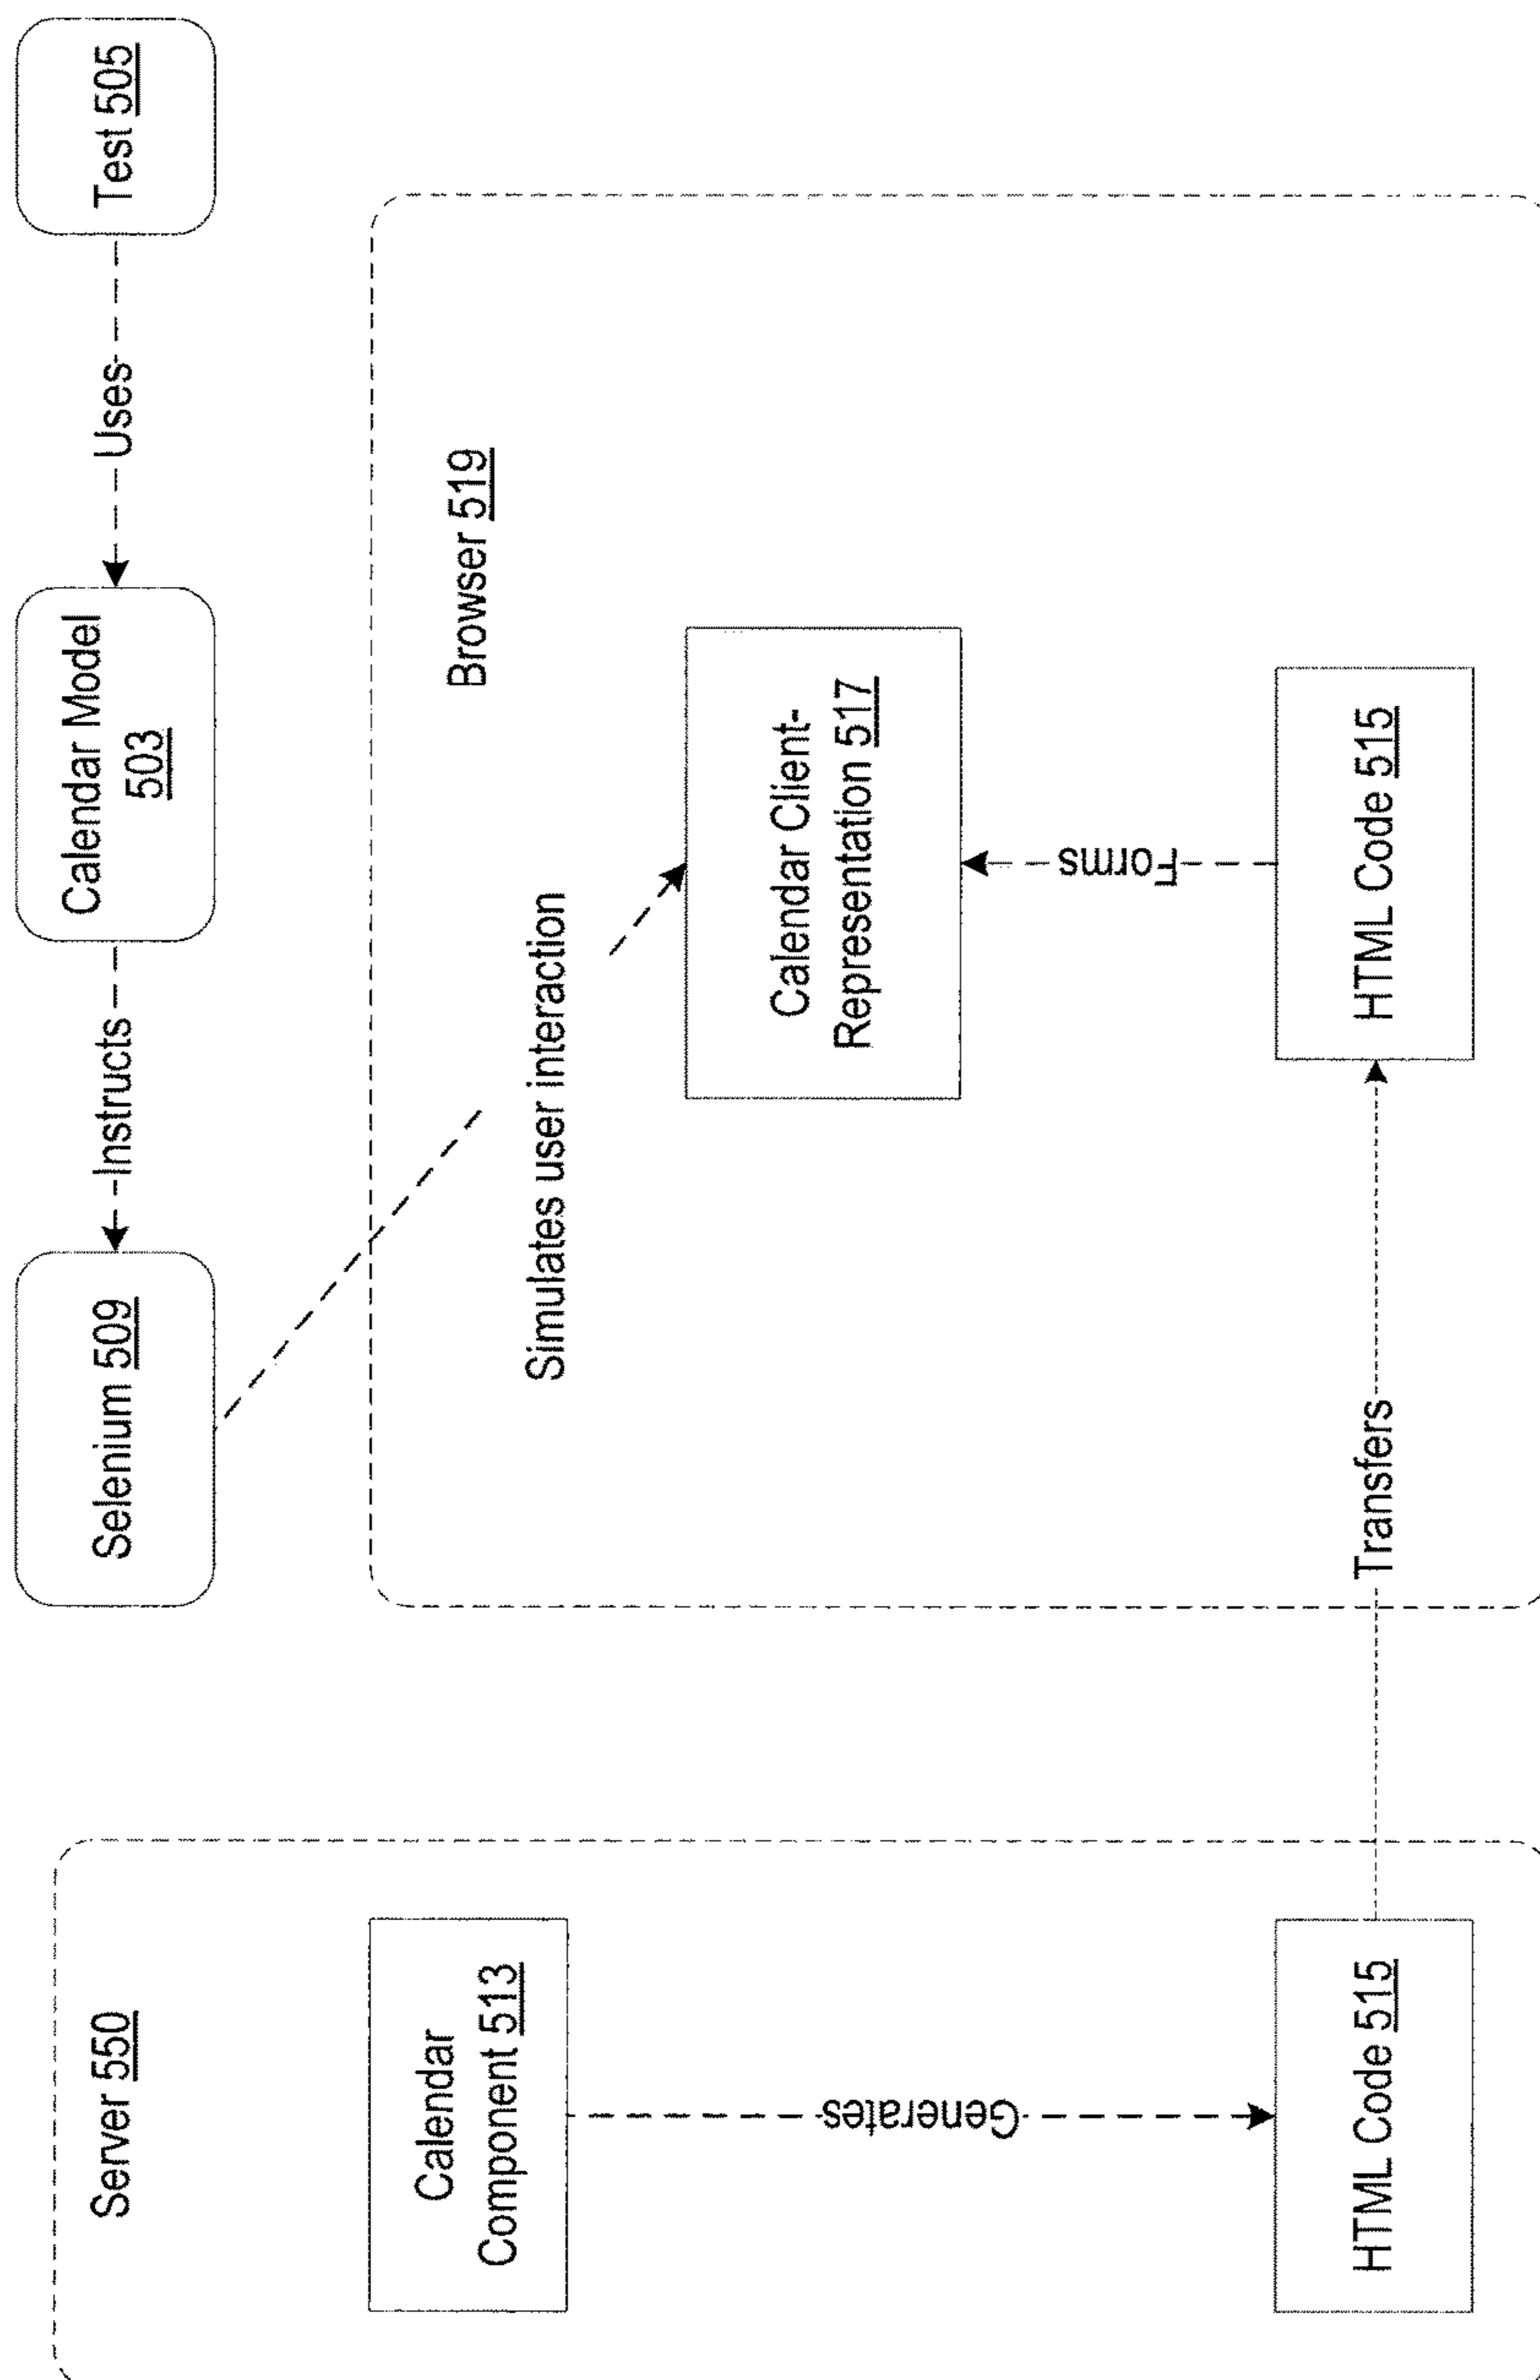 Server 550
Calendar
Component 513
Generates
HTML Code 515
Transfers
Selenium 509
Instructs
Calendar Model
503
Uses
Test 505
Browser 519
Simulates user interaction
Calendar Client-
Representation 517
Forms
HTML Code 515